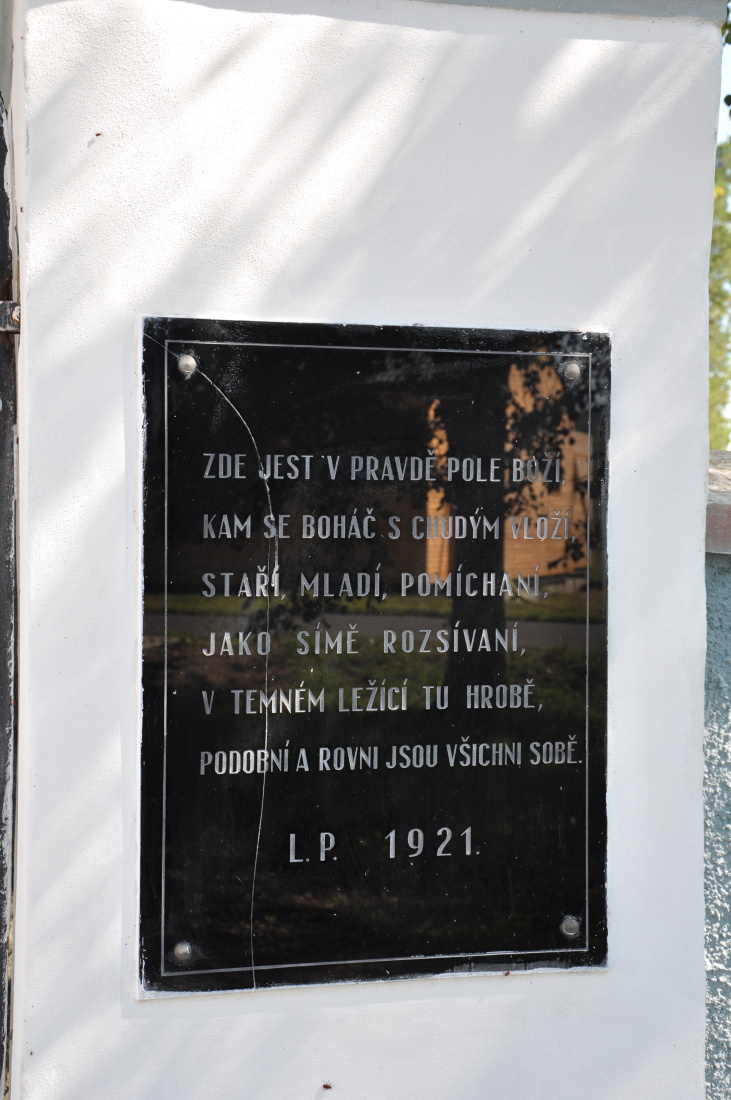 ZDE JEST V PRAVDĚ POLE BOŽÍ,
KAM SE BOHÁČ S CHUDÝM VLOŽÍ,
STAŘÍ, MLADÍ, POMÍCHANÍ,
JAKO SÍMĚ ROZSÍVANÍ,
V TEMNÉM LEŽÍCÍ TU HROBĚ,
PODOBNÍ A ROVNI JSOU VŠICHNI SOBĚ.
L. P. 1921.